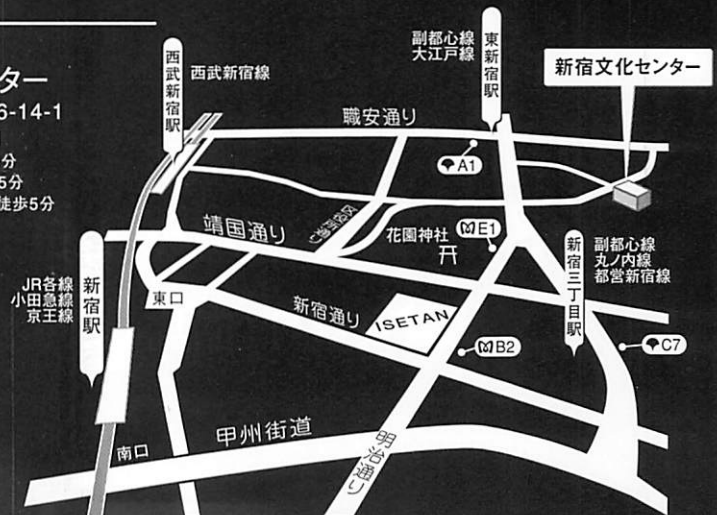 ター
6-14-1
分
5分
徒歩5分
西武新宿駅
西武新宿線
副都心線
大江戸線
東新宿駅
新宿文化センター
職安通り
A1
区役所通り
靖国通り
花園神社
E1
新宿三丁目駅
副都心線
丸ノ内線
都営新宿線
JR各線
小田急線
京王線
新宿駅
東口
新宿通り
ISETAN
B2
C7
南口
甲州街道
明治通り